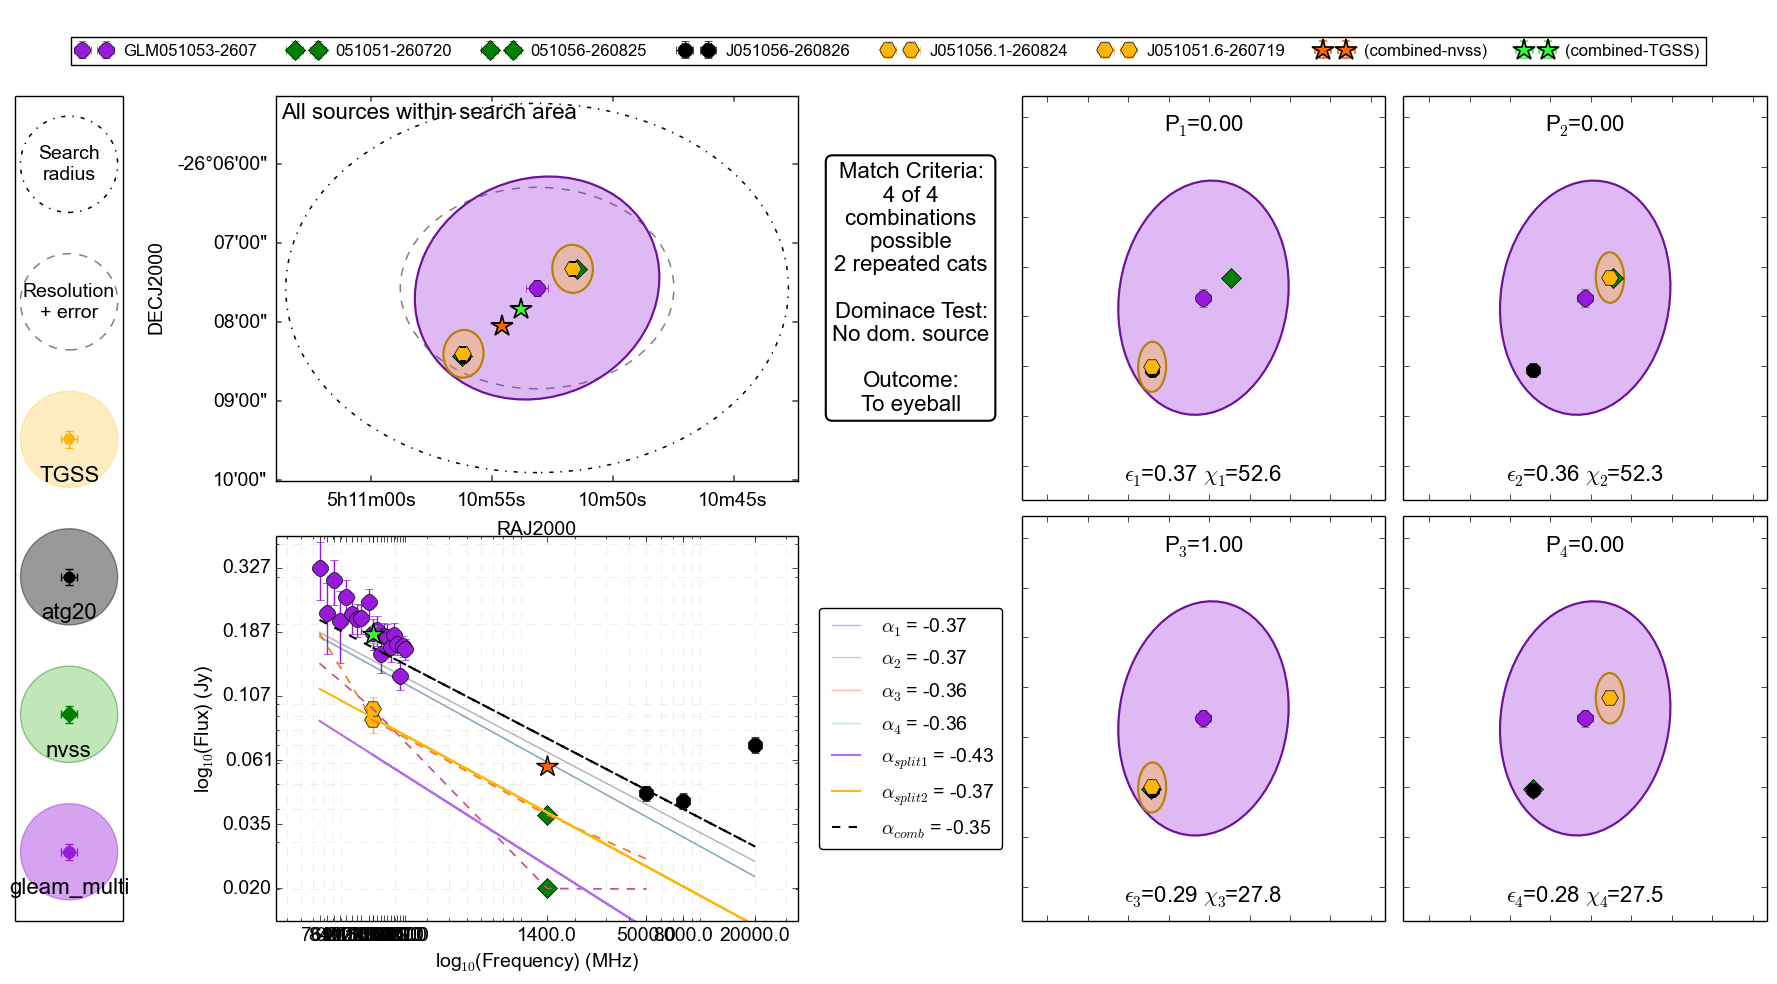 GLM051053-2607 051051-260720 051056-260825 J051056-260826 J051056.1-260824 J051051.6-260719 (combined-nvss) (combined-TGSS)
Search
radius
Resolution
+ error
TGSS
atg20
nvss
gleam_multi
All sources within search area
DECJ2000
-26°06'00"
07'00"
08'00"
09'00"
10'00"
5h11m00s 10m55s 10m50s 10m45s
RAJ2000
Match Criteria:
4 of 4
combinations
possible
2 repeated cats
Dominace Test:
No dom. source
Outcome:
To eyeball
P1=0.00
ϵ1=0.37 χ1=52.6
P2=0.00
ϵ2=0.36 χ2=52.3
log10(Flux) (Jy)
0.327
0.187
0.107
0.061
0.035
0.020
1400.0 5000.0 8000.0 20000.0
log10(Frequency) (MHz)
α1 = -0.37
α2 = -0.37
α3 = -0.36
α4 = -0.36
αsplit1 = -0.43
αsplit2 = -0.37
αcomb = -0.35
P3=1.00
ϵ3=0.29 χ3=27.8
P4=0.00
ϵ4=0.28 χ4=27.5